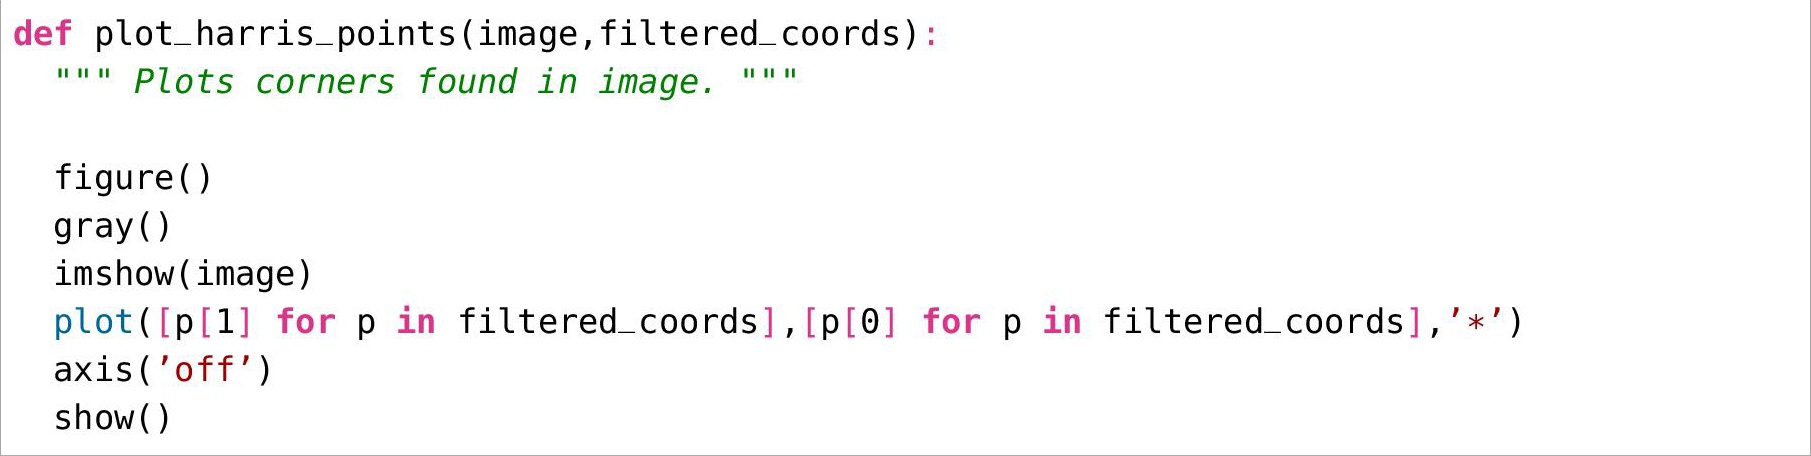 def plot_harris_points(image,filtered_coords):
  """ Plots corners found in image. """

  figure()
  gray()
  imshow(image)
  plot([p[1] for p in filtered_coords],[p[0] for p in filtered_coords],’*’)
  axis(’off’)
  show()